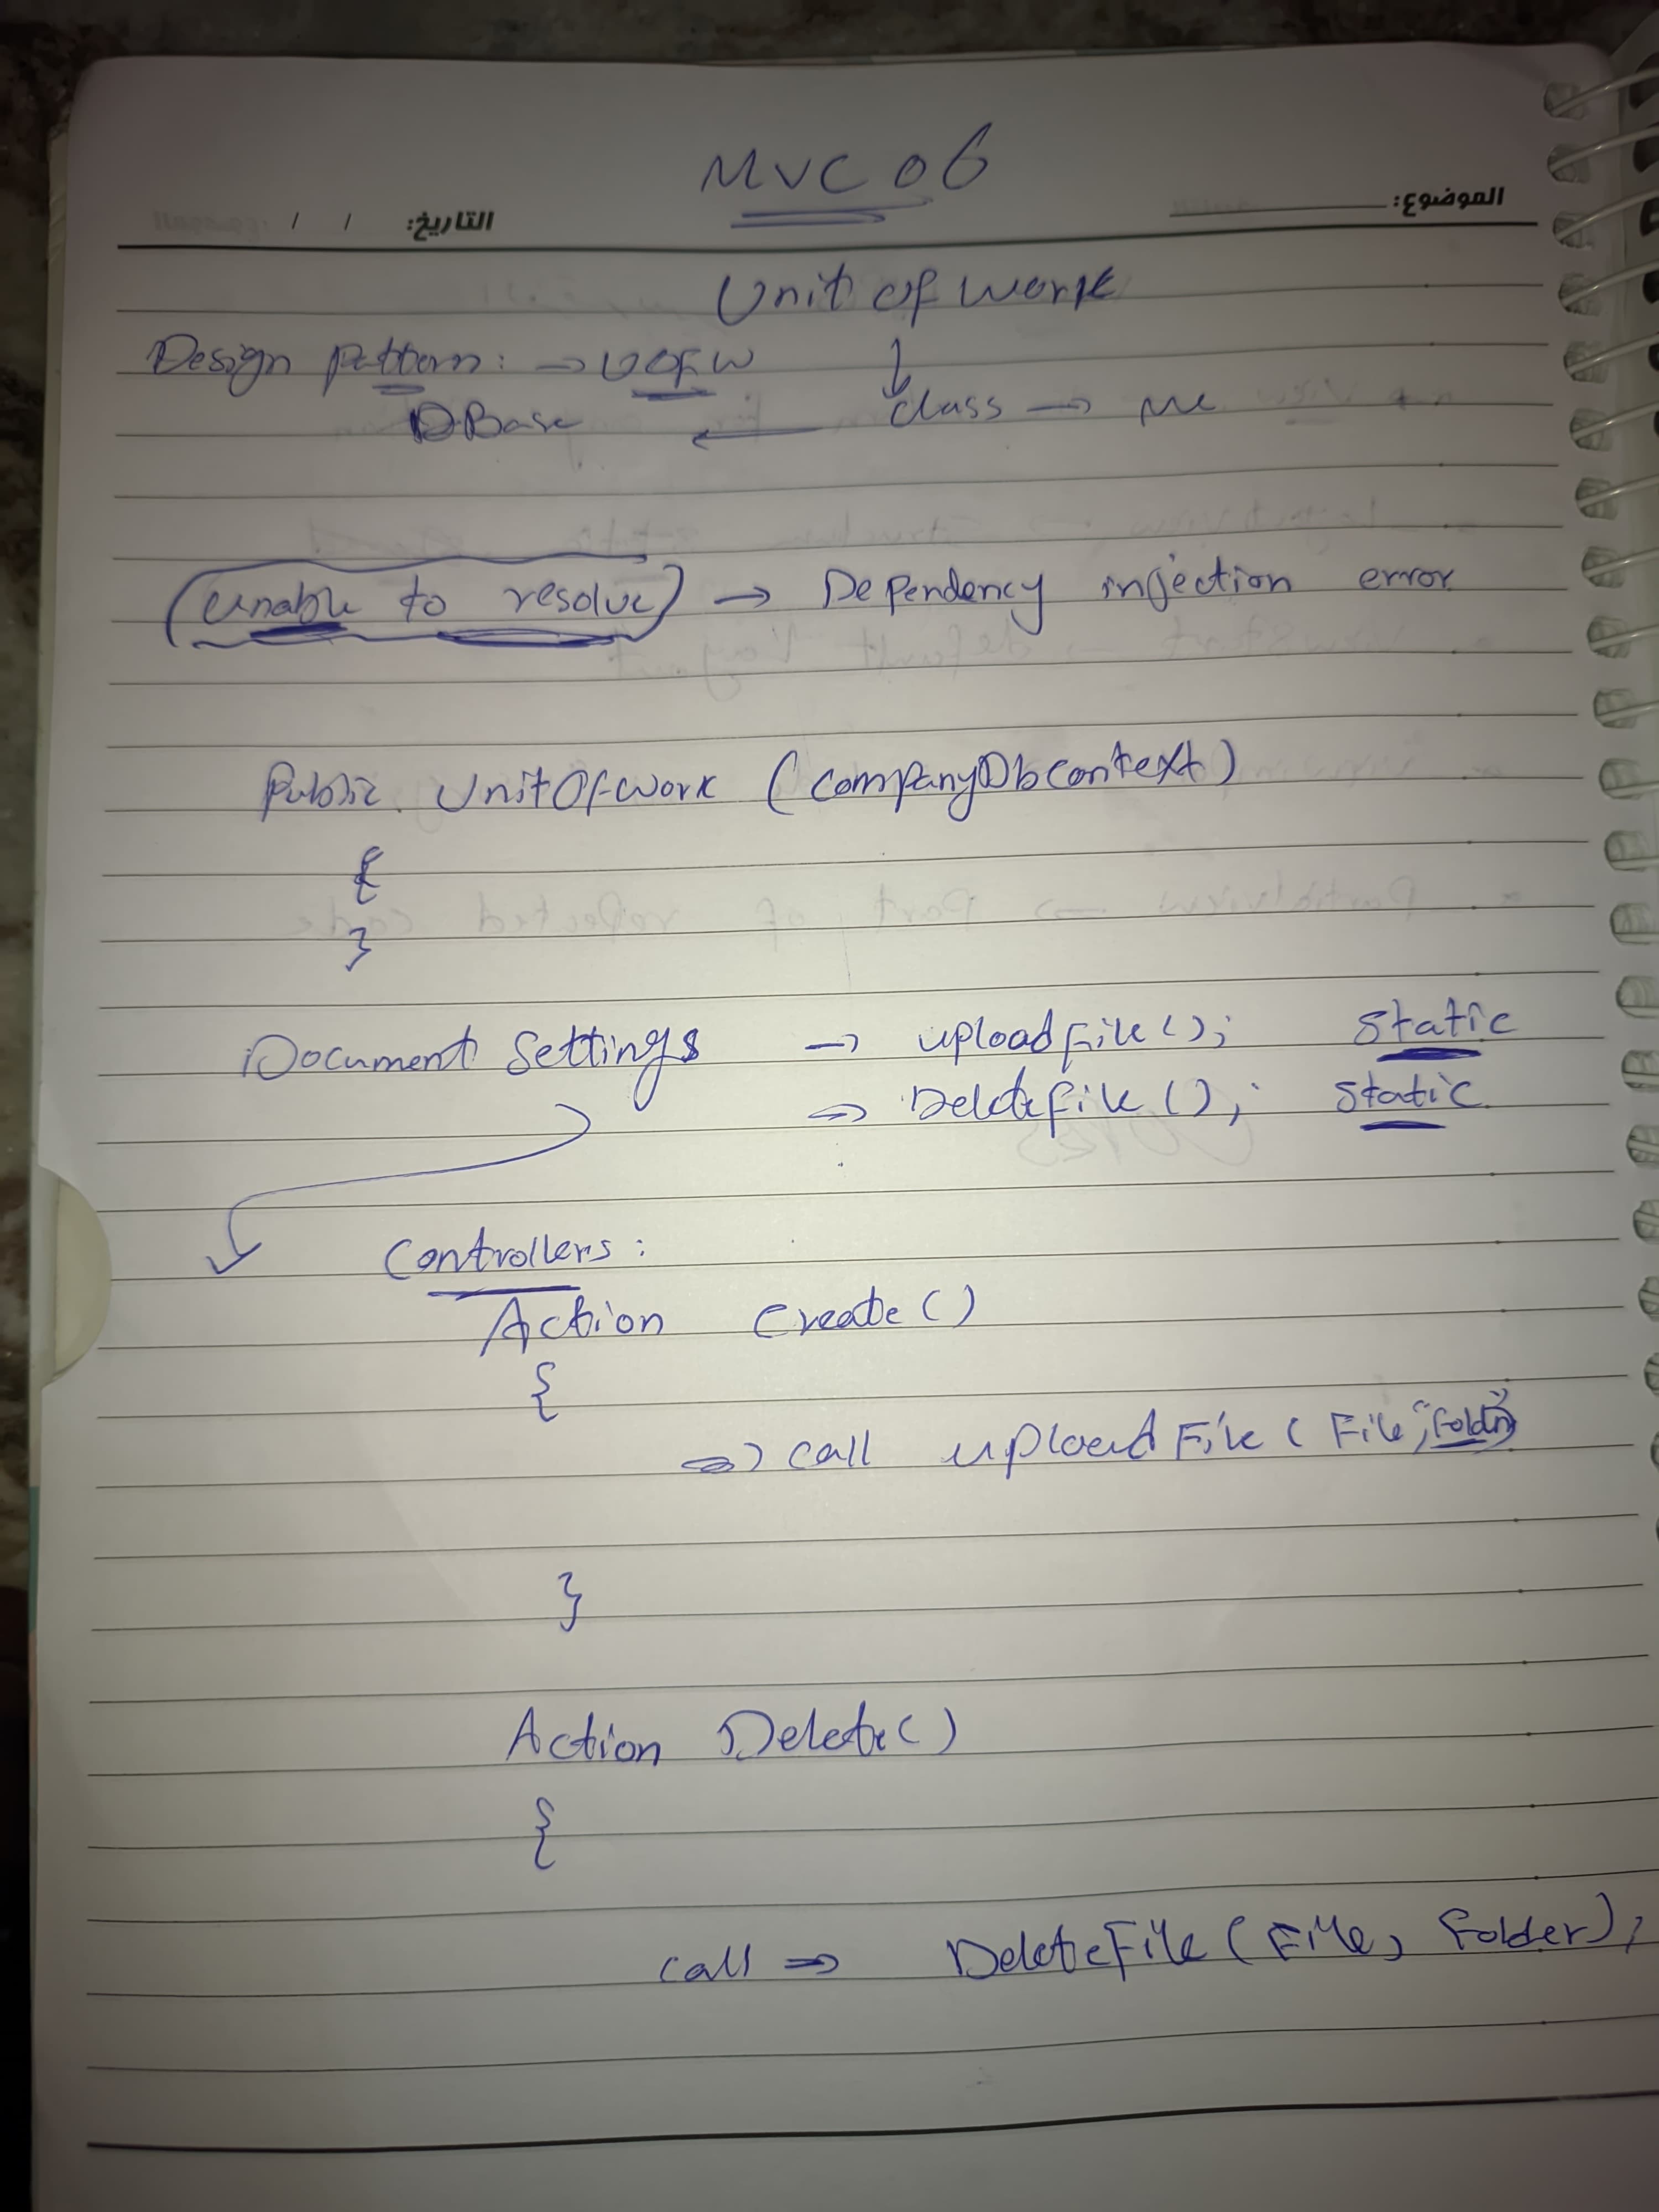 MVC 06
الموضوع:
التاريخ: / /
Unit of Work
Design Pattern: → UOFW ↓
DBase ← class → me
(Unable to resolve) → Dependency injection error
Public UnitOfWork (CompanyDbContext)
{
}
Document Settings → uploadFile(); static
⇒ DeleteFile(); static
Controllers:
Action Create()
{
⇒ call uploadFile (File,
}
Action Delete()
{
call ⇒ DeleteFile (File, Folder);